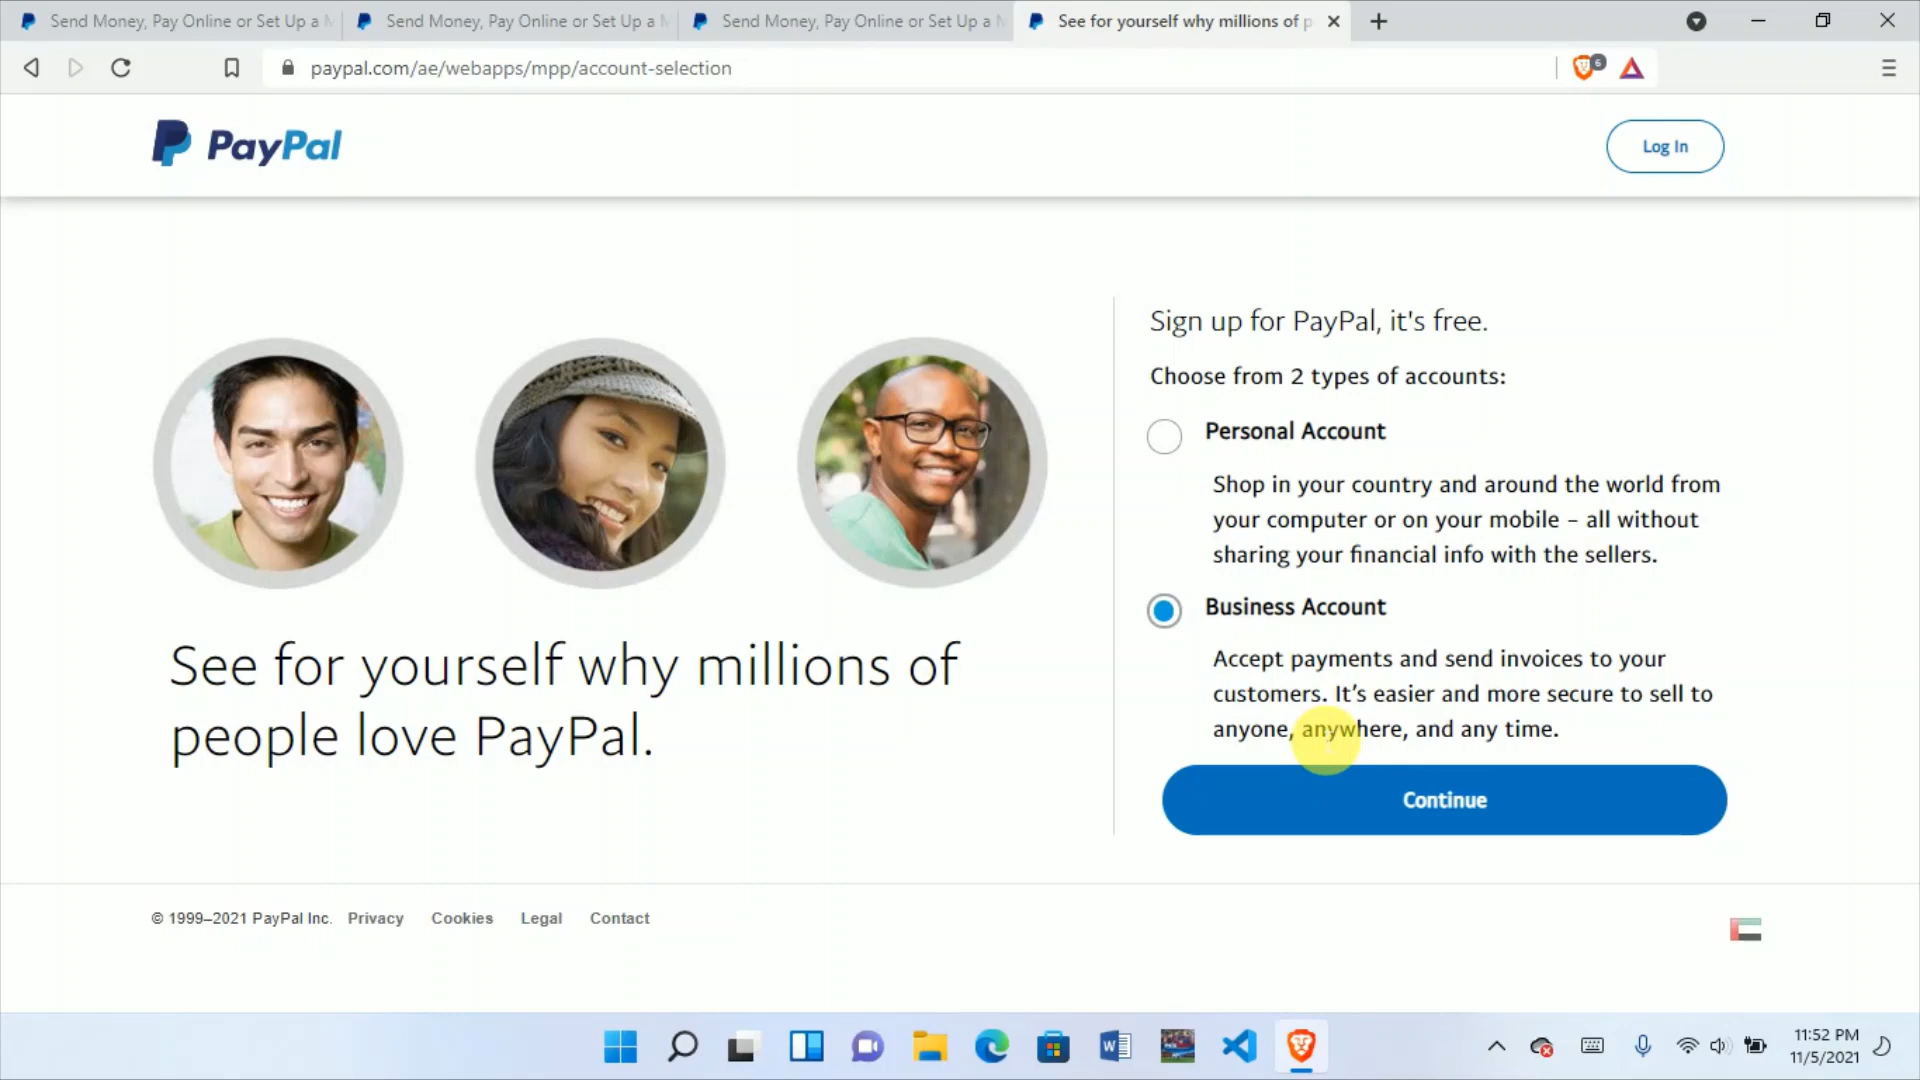 Send Money, Pay Online or Set Up a M
Send Money, Pay Online or Set Up a M
Send Money, Pay Online or Set Up a M
See for yourself why millions of p
paypal.com/ae/webapps/mpp/account-selection
6
PayPal
Log In
Sign up for PayPal, it's free.
Choose from 2 types of accounts:
Personal Account
Shop in your country and around the world from
your computer or on your mobile – all without
sharing your financial info with the sellers.
Business Account
Accept payments and send invoices to your
customers. It’s easier and more secure to sell to
anyone, anywhere, and any time.
Continue
See for yourself why millions of
people love PayPal.
© 1999–2021 PayPal Inc. Privacy Cookies Legal Contact
11:52 PM
11/5/2021